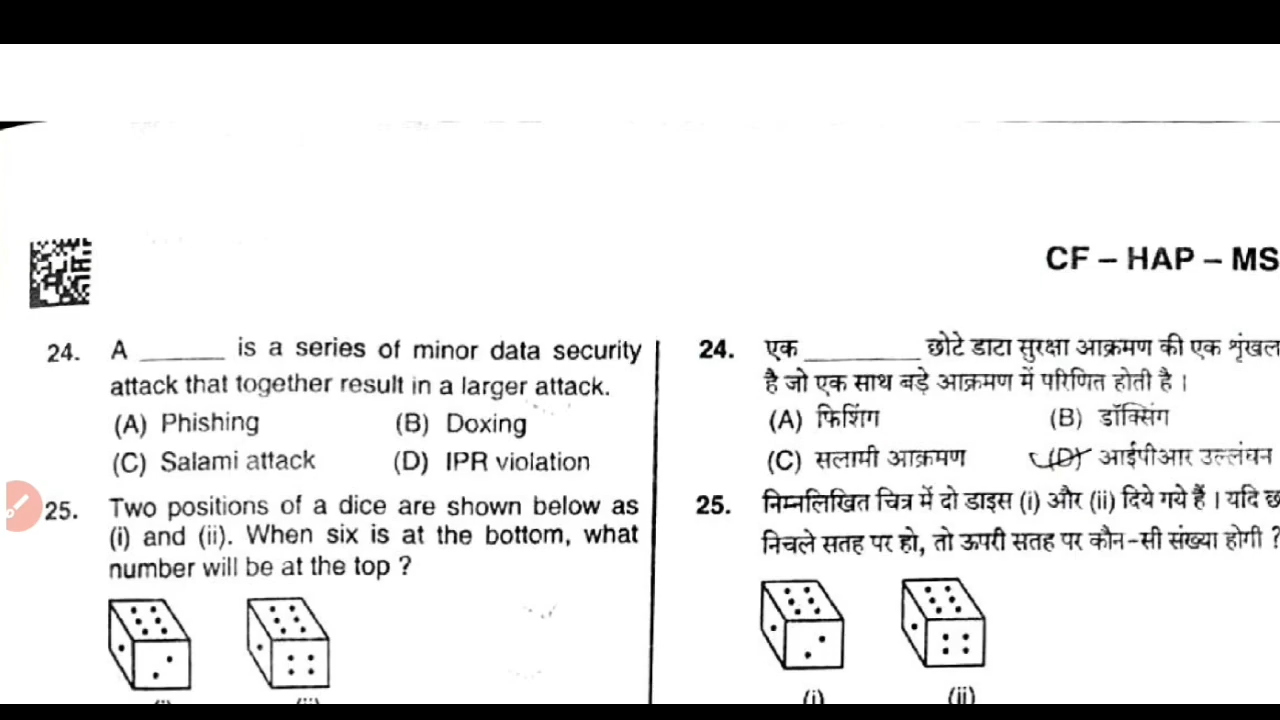 CF – HAP – MS
24. A ______ is a series of minor data security
attack that together result in a larger attack.
(A) Phishing (B) Doxing
(C) Salami attack (D) IPR violation
25. Two positions of a dice are shown below as
(i) and (ii). When six is at the bottom, what
number will be at the top ?
24. एक ______ छोटे डाटा सुरक्षा आक्रमण की एक शृंखल
है जो एक साथ बड़े आक्रमण में परिणित होती है ।
(A) फिशिंग (B) डॉक्सिंग
(C) सलामी आक्रमण (D) आईपीआर उल्लंघन
25. निम्नलिखित चित्र में दो डाइस (i) और (ii) दिये गये हैं । यदि छ
निचले सतह पर हो, तो ऊपरी सतह पर कौन-सी संख्या होगी ?
(i) (ii)